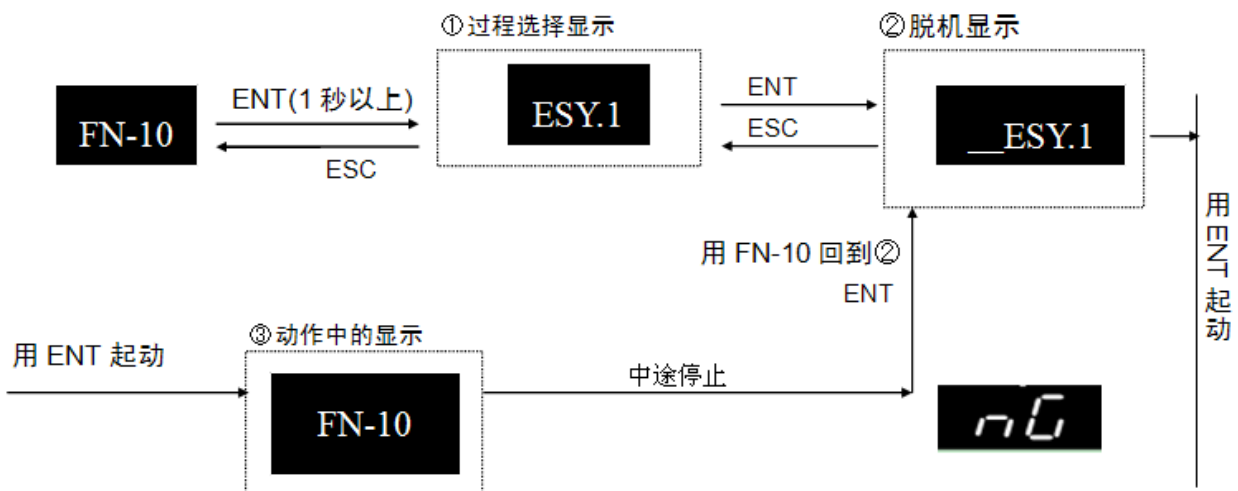 ①过程选择显示
②脱机显示
FN-10
ENT(1 秒以上)
ESC
ESY.1
ENT
ESC
__ESY.1
用 ENT 起动
用 FN-10 回到②
ENT
用 ENT 起动
③动作中的显示
FN-10
中途停止
nG